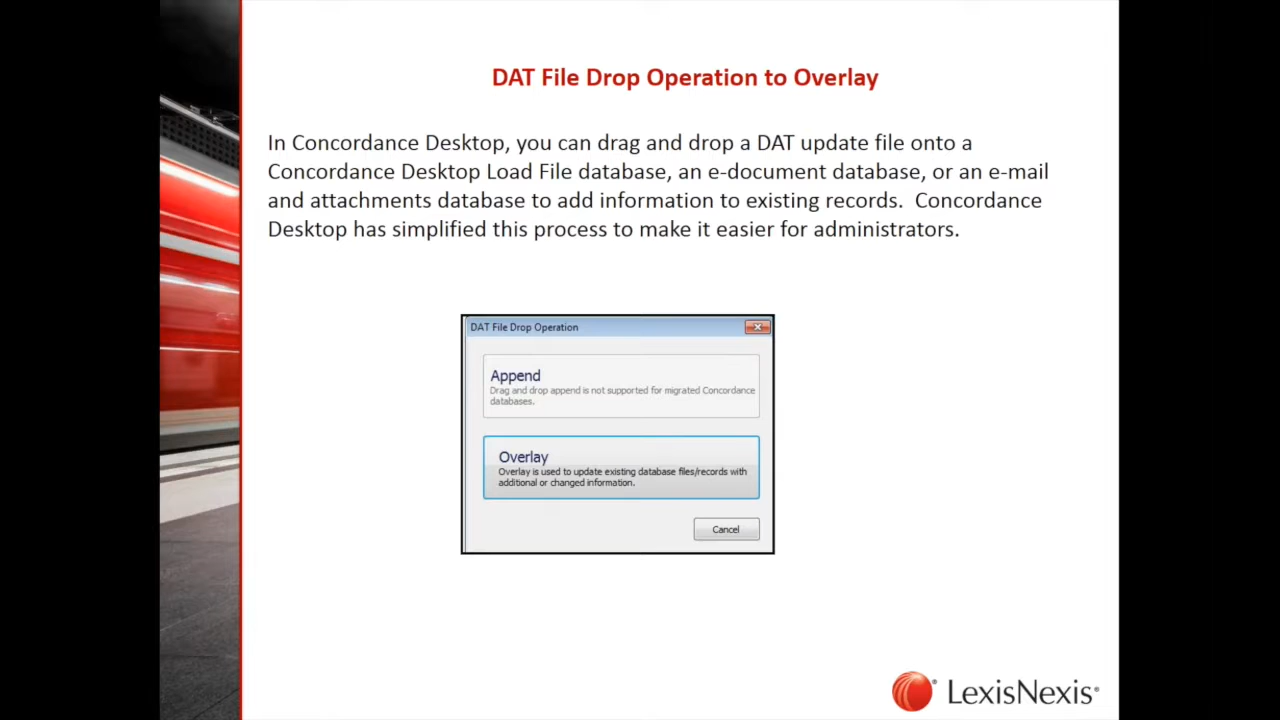 DAT File Drop Operation to Overlay
In Concordance Desktop, you can drag and drop a DAT update file onto a
Concordance Desktop Load File database, an e-document database, or an e-mail
and attachments database to add information to existing records.  Concordance
Desktop has simplified this process to make it easier for administrators.
DAT File Drop Operation
Append
Drag and drop append is not supported for migrated Concordance
databases.
Overlay
Overlay is used to update existing database files/records with
additional or changed information.
Cancel
LexisNexis®